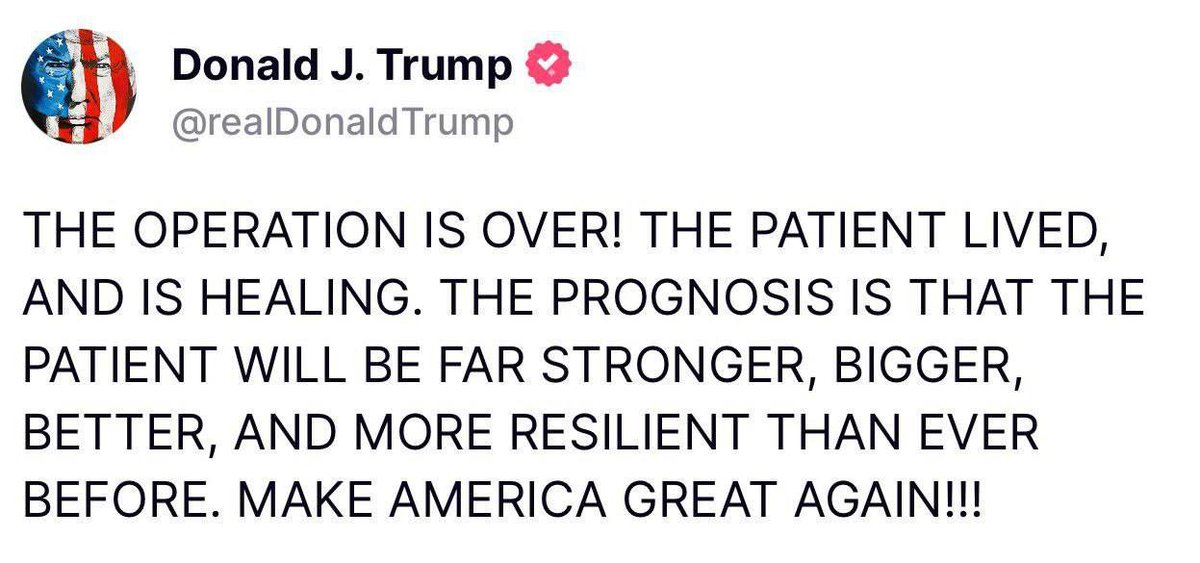 Donald J. Trump
@realDonaldTrump
THE OPERATION IS OVER! THE PATIENT LIVED,
AND IS HEALING. THE PROGNOSIS IS THAT THE
PATIENT WILL BE FAR STRONGER, BIGGER,
BETTER, AND MORE RESILIENT THAN EVER
BEFORE. MAKE AMERICA GREAT AGAIN!!!